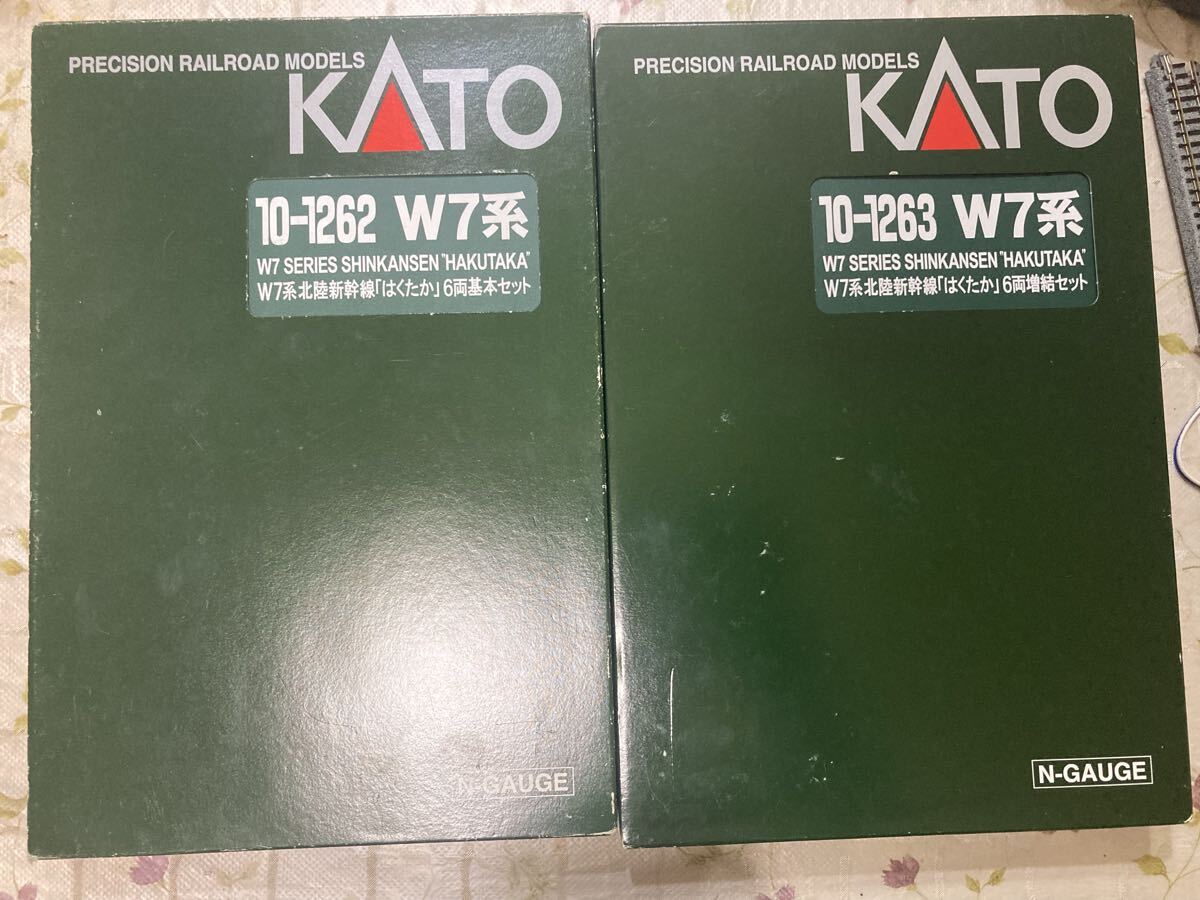 PRECISION RAILROAD MODELS
KATO
10-1262 W7系
W7 SERIES SHINKANSEN "HAKUTAKA"
W7系北陸新幹線「はくたか」6両基本セット
N-GAUGE
PRECISION RAILROAD MODELS
KATO
10-1263 W7系
W7 SERIES SHINKANSEN "HAKUTAKA"
W7系北陸新幹線「はくたか」6両増結セット
N-GAUGE